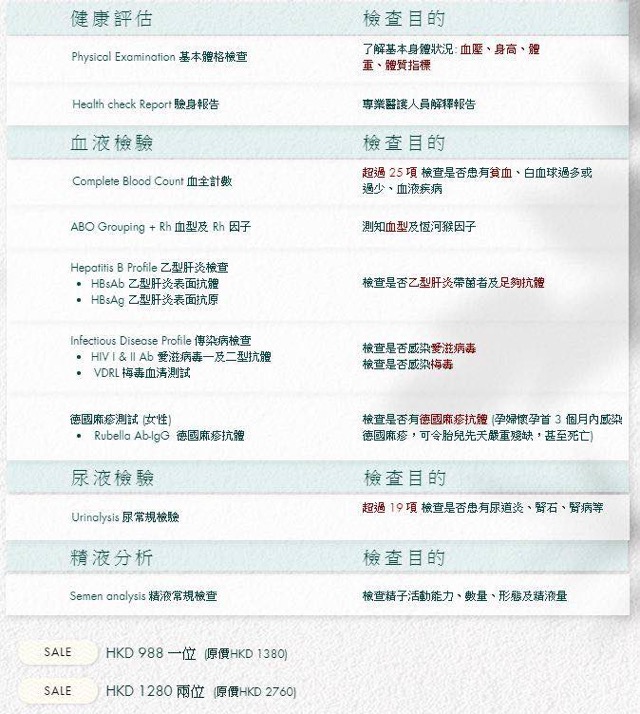 健康評估 檢查目的
Physical Examination 基本體格檢查 了解基本身體狀況: 血壓、身高、體
重、體質指標
Health check Report 驗身報告 專業醫護人員解釋報告
血液檢驗 檢查目的
Complete Blood Count 血全計數 超過 25 項 檢查是否患有貧血、白血球過多或
過少、血液疾病
ABO Grouping + Rh 血型及 Rh 因子 測知血型及恆河猴因子
Hepatitis B Profile 乙型肝炎檢查
• HBsAb 乙型肝炎表面抗體 檢查是否乙型肝炎帶菌者及足夠抗體
• HBsAg 乙型肝炎表面抗原
Infectious Disease Profile 傳染病檢查
檢查是否感染愛滋病毒
• HIV I & II Ab 愛滋病毒一及二型抗體
檢查是否感染梅毒
• VDRL 梅毒血清測試
德國麻疹測試 (女性) 檢查是否有德國麻疹抗體 (孕婦懷孕首 3 個月內感染
• Rubella Ab-IgG 德國麻疹抗體 德國麻疹，可令胎兒先天嚴重殘缺，甚至死亡)
尿液檢驗 檢查目的
Urinalysis 尿常規檢驗 超過 19 項 檢查是否患有尿道炎、腎石、腎病等
精液分析 檢查目的
Semen analysis 精液常規檢查 檢查精子活動能力、數量、形態及精液量
SALE HKD 988 一位 (原價HKD 1380)
SALE HKD 1280 兩位 (原價HKD 2760)